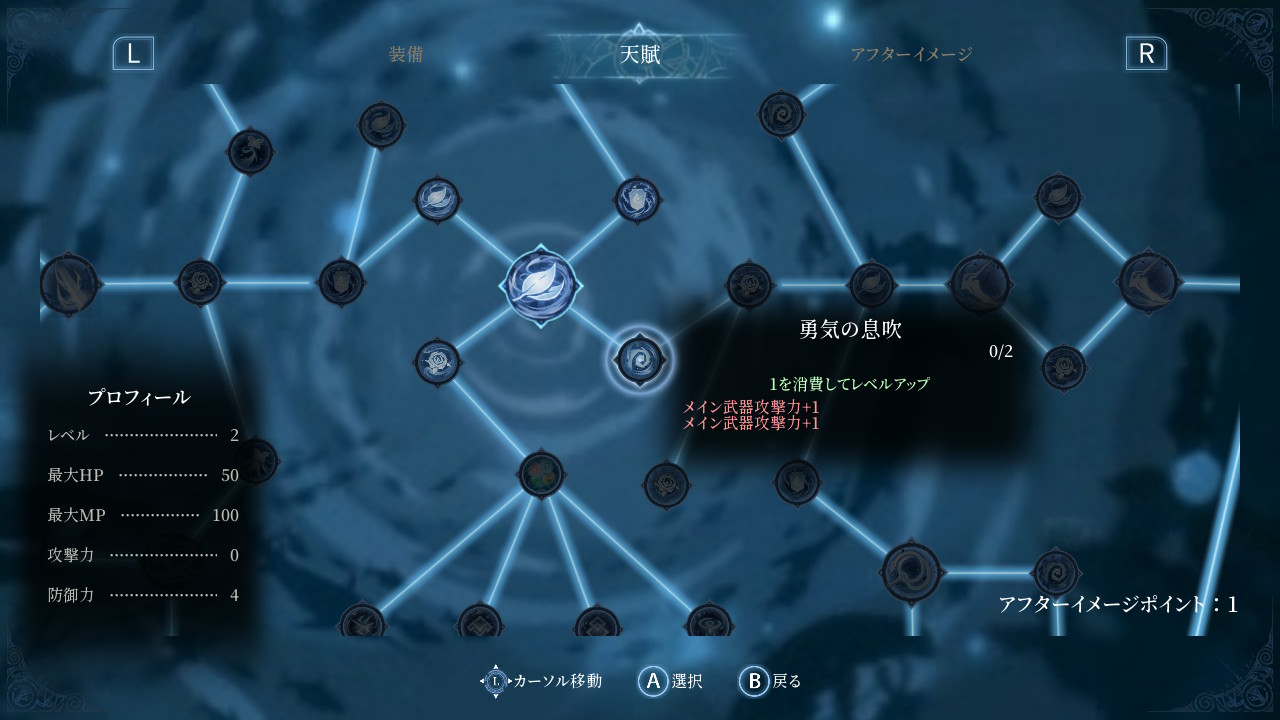 L
装備
天賦
アフターイメージ
R
勇気の息吹
0/2
1を消費してレベルアップ
メイン武器攻撃力+1
メイン武器攻撃力+1
プロフィール
レベル 2
最大HP 50
最大MP 100
攻撃力 0
防御力 4
アフターイメージポイント：1
L カーソル移動 A 選択 B 戻る